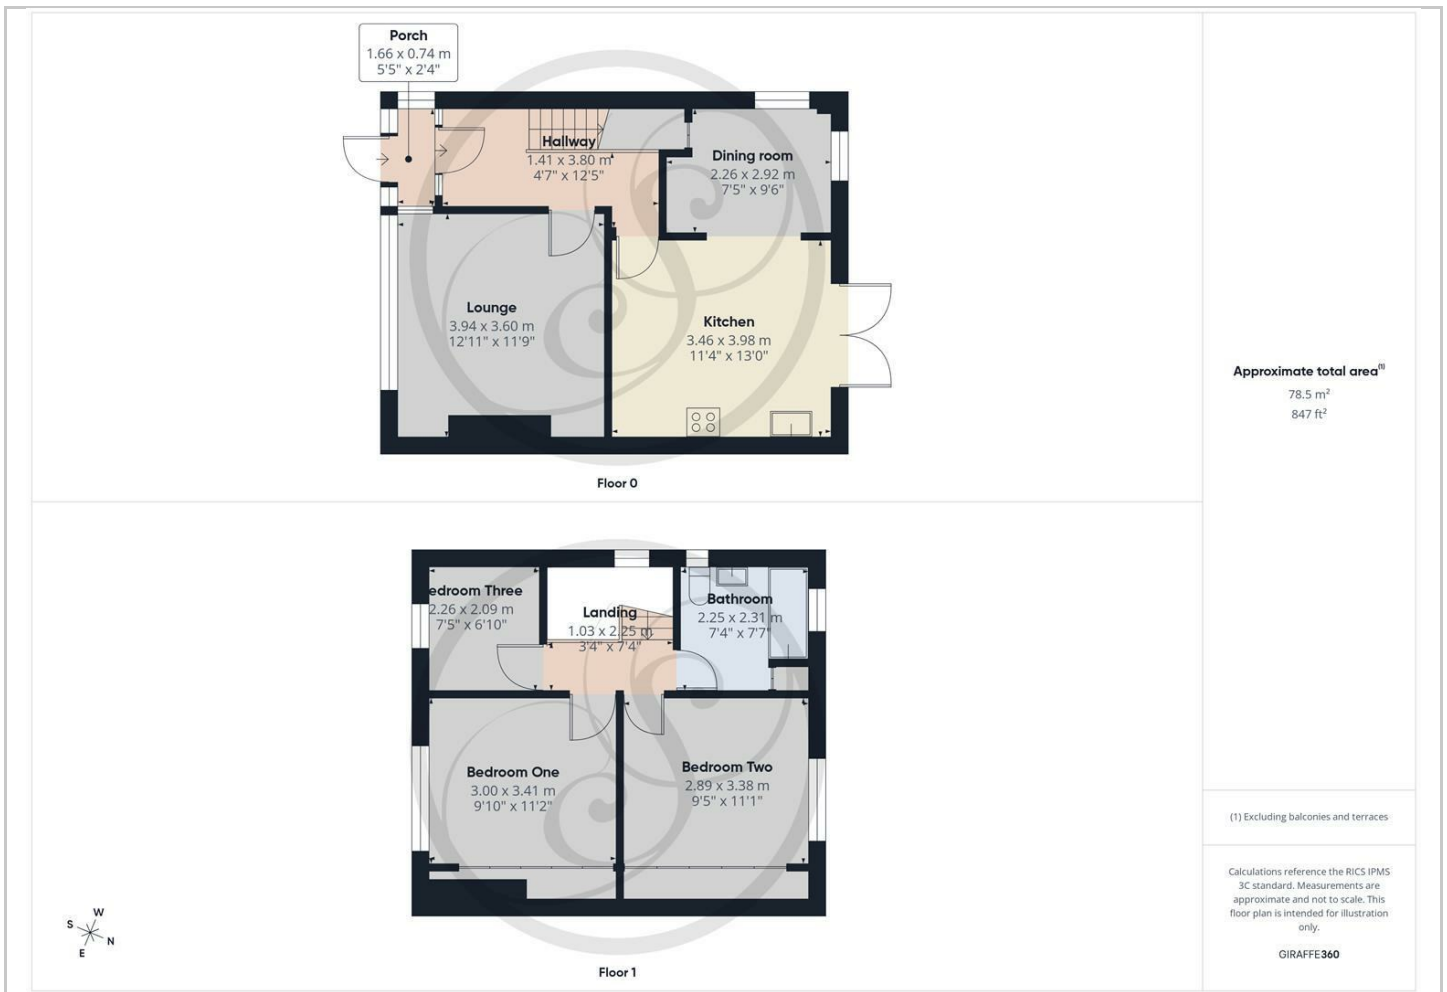 Porch
1.66 x 0.74 m
5'5" x 2'4"
Hallway
1.41 x 3.80 m
4'7" x 12'5"
Dining room
2.26 x 2.92 m
7'5" x 9'6"
Lounge
3.94 x 3.60 m
12'11" x 11'9"
Kitchen
3.46 x 3.98 m
11'4" x 13'0"
Floor 0
edroom Three
2.26 x 2.09 m
7'5" x 6'10"
Landing
1.03 x 2.25 m
3'4" x 7'4"
Bathroom
2.25 x 2.31 m
7'4" x 7'7"
Bedroom One
3.00 x 3.41 m
9'10" x 11'2"
Bedroom Two
2.89 x 3.38 m
9'5" x 11'1"
Floor 1
W
S
N
E
Approximate total area(1)
78.5 m²
847 ft²
(1) Excluding balconies and terraces
Calculations reference the RICS IPMS
3C standard. Measurements are
approximate and not to scale. This
floor plan is intended for illustration
only.
GIRAFFE360